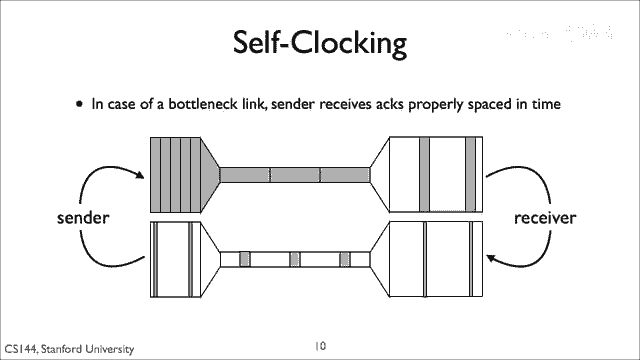 Self-Clocking
• In case of a bottleneck link, sender receives acks properly spaced in time
sender
receiver
CS144, Stanford University
10